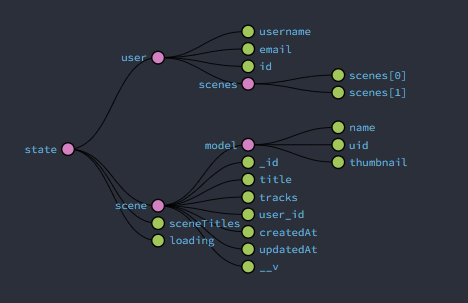 username
email
user
id
scenes
scenes[0]
scenes[1]
name
model
uid
state
_id
thumbnail
title
tracks
scene
user_id
sceneTitles
createdAt
loading
updatedAt
__v